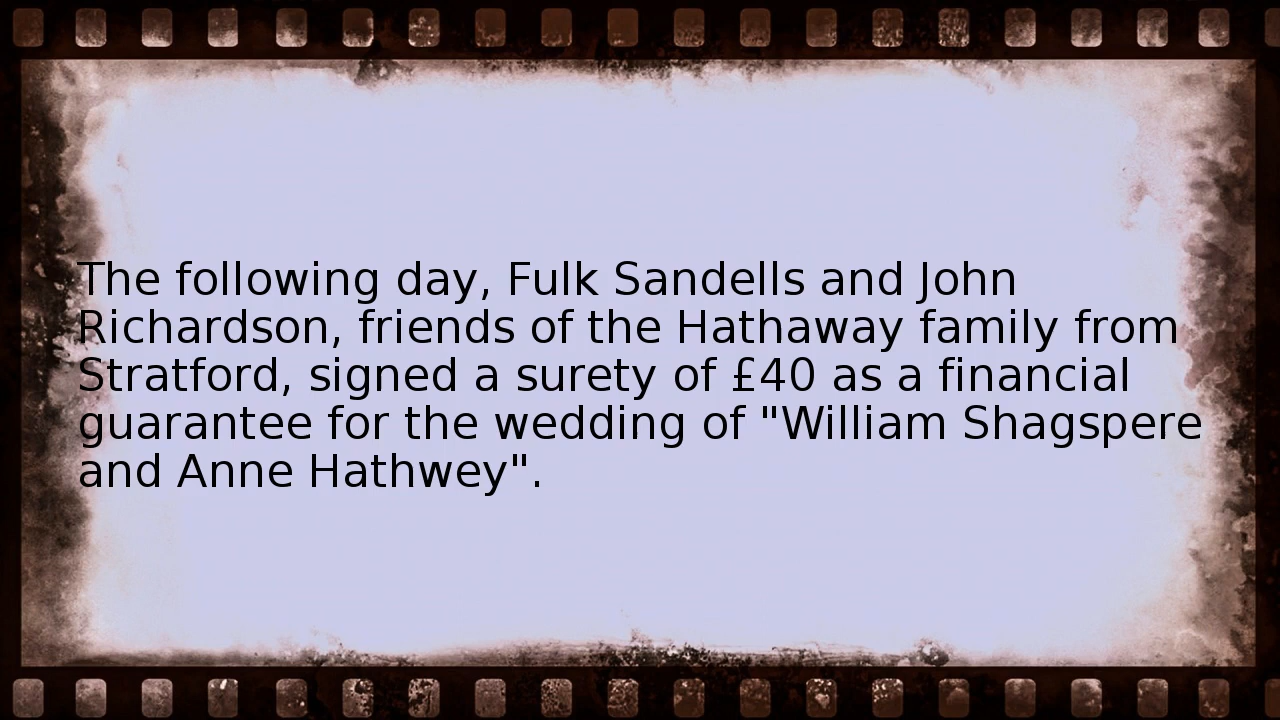 The following day, Fulk Sandells and John
Richardson, friends of the Hathaway family from
Stratford, signed a surety of £40 as a financial
guarantee for the wedding of "William Shagspere
and Anne Hathwey".